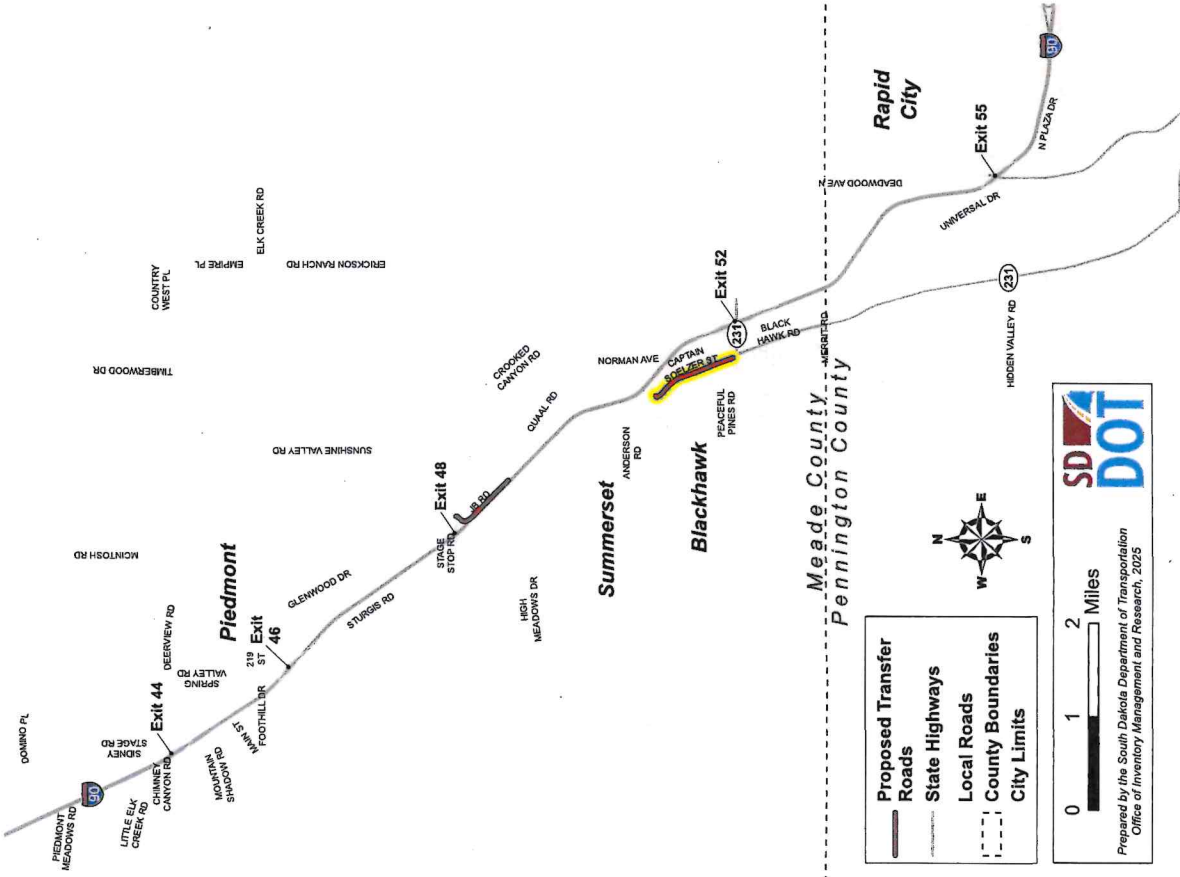 DOMINO PL
90
PIEDMONT
MEADOWS RD
LITTLE ELK
CREEK RD
CHIMNEY
CANYON RD
SIDNEY
STAGE RD
Exit 44
MOUNTAIN
SHADOW RD
MAIN ST
FOOTHILL DR
SPRING
VALLEY RD
DEERVIEW RD
MCINTOSH RD
219
ST
Exit
46
Piedmont
GLENWOOD DR
STURGIS RD
TIMBERWOOD DR
COUNTRY
WEST PL
EMPIRE PL
ELK CREEK RD
ERICKSON RANCH RD
SUNSHINE VALLEY RD
STAGE
STOP RD
Exit 48
JB RD
HIGH
MEADOWS DR
QUAAL RD
CROOKED
CANYON RD
Summerset
ANDERSON
RD
NORMAN AVE
CAPTAIN
SOELZER ST
Blackhawk
PEACEFUL
PINES RD
231
Exit 52
BLACK
HAWK RD
MERRIT RD
Meade County
Pennington County
DEADWOOD AVE N
Rapid
City
UNIVERSAL DR
Exit 55
N PLAZA DR
90
231
HIDDEN VALLEY RD
N
W
E
S
Proposed Transfer
Roads
State Highways
Local Roads
County Boundaries
City Limits
0 1 2 Miles
SD
DOT
Prepared by the South Dakota Department of Transportation
Office of Inventory Management and Research, 2025